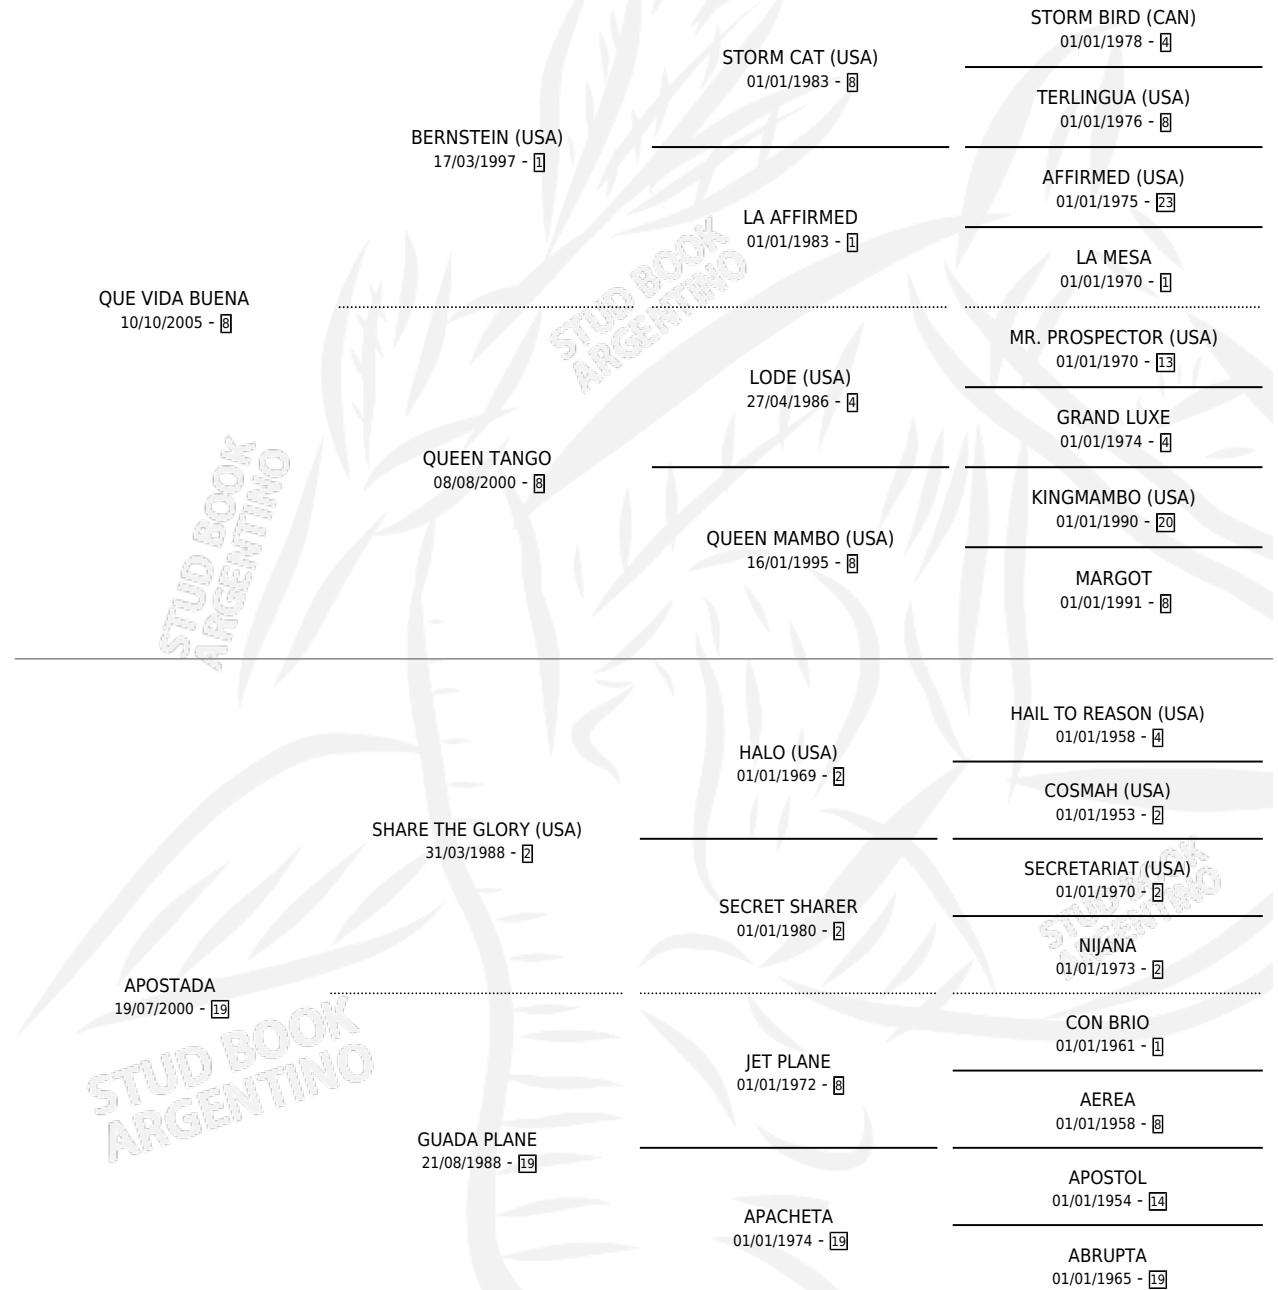 STORM BIRD (CAN)
01/01/1978 - 4
STORM CAT (USA)
01/01/1983 - 8
TERLINGUA (USA)
01/01/1976 - 8
BERNSTEIN (USA)
17/03/1997 - 1
AFFIRMED (USA)
01/01/1975 - 23
LA AFFIRMED
01/01/1983 - 1
LA MESA
01/01/1970 - 1
QUE VIDA BUENA
10/10/2005 - 8
MR. PROSPECTOR (USA)
01/01/1970 - 13
LODE (USA)
27/04/1986 - 4
GRAND LUXE
01/01/1974 - 4
QUEEN TANGO
08/08/2000 - 8
KINGMAMBO (USA)
01/01/1990 - 20
QUEEN MAMBO (USA)
16/01/1995 - 8
MARGOT
01/01/1991 - 8
STUD BOOK
ARGENTINO
STUD BOOK
ARGENTINO
HAIL TO REASON (USA)
01/01/1958 - 4
HALO (USA)
01/01/1969 - 2
COSMAH (USA)
01/01/1953 - 2
SHARE THE GLORY (USA)
31/03/1988 - 2
SECRETARIAT (USA)
01/01/1970 - 2
SECRET SHARER
01/01/1980 - 2
NIJANA
01/01/1973 - 2
APOSTADA
19/07/2000 - 19
CON BRIO
01/01/1961 - 1
JET PLANE
01/01/1972 - 8
AEREA
01/01/1958 - 8
GUADA PLANE
21/08/1988 - 19
APOSTOL
01/01/1954 - 14
APACHETA
01/01/1974 - 19
ABRUPTA
01/01/1965 - 19
STUD BOOK
ARGENTINO
STUD BOOK
ARGENTINO